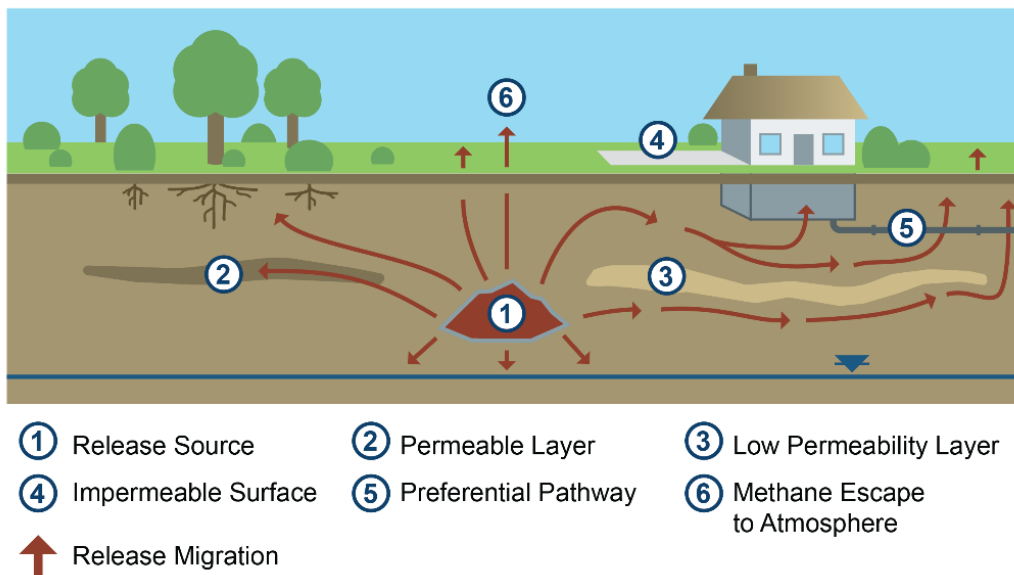 6
4
5
2
3
1
1 Release Source
2 Permeable Layer
3 Low Permeability Layer
4 Impermeable Surface
5 Preferential Pathway
6 Methane Escape
to Atmosphere
Release Migration